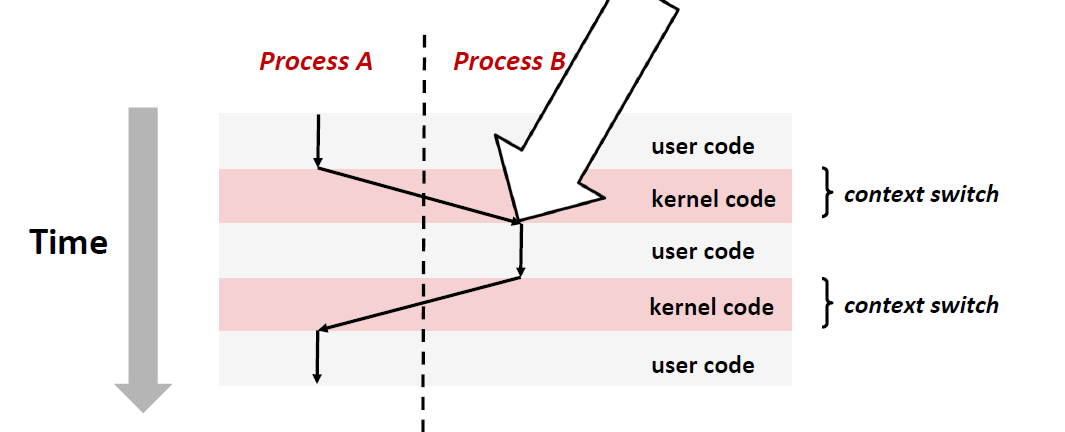 Process A
Process B
user code
kernel code
context switch
Time
user code
kernel code
context switch
user code